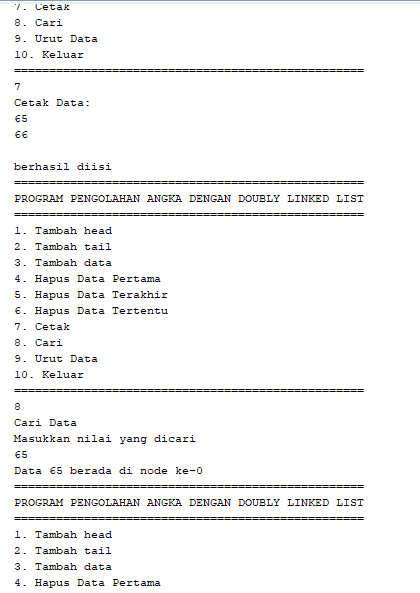 7. Cetak
8. Cari
9. Urut Data
10. Keluar
==================================================
7
Cetak Data:
65
66
berhasil diisi
==================================================
PROGRAM PENGOLAHAN ANGKA DENGAN DOUBLY LINKED LIST
==================================================
1. Tambah head
2. Tambah tail
3. Tambah data
4. Hapus Data Pertama
5. Hapus Data Terakhir
6. Hapus Data Tertentu
7. Cetak
8. Cari
9. Urut Data
10. Keluar
==================================================
8
Cari Data
Masukkan nilai yang dicari
65
Data 65 berada di node ke-0
==================================================
PROGRAM PENGOLAHAN ANGKA DENGAN DOUBLY LINKED LIST
==================================================
1. Tambah head
2. Tambah tail
3. Tambah data
4. Hapus Data Pertama